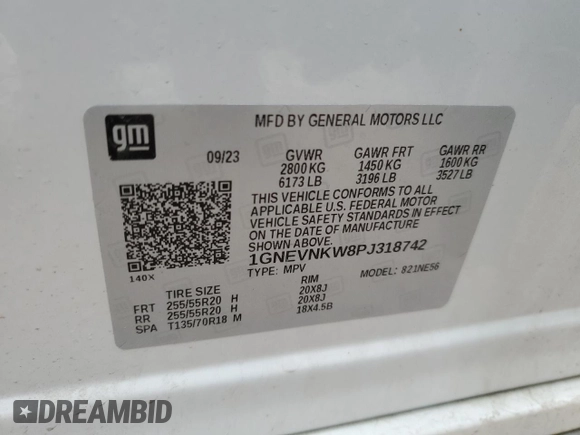 gm
MFD BY GENERAL MOTORS LLC
09/23 GVWR GAWR FRT GAWR RR
2800 KG 1450 KG 1600 KG
6173 LB 3196 LB 3527 LB
THIS VEHICLE CONFORMS TO ALL
APPLICABLE U.S. FEDERAL MOTOR
VEHICLE SAFETY STANDARDS IN EFFECT
ON THE DATE OF MANUFACTURE
SHOWN ABOVE.
1GNEVNKW8PJ318742
140X TYPE: MPV MODEL: 821NE56
TIRE SIZE RIM
FRT 255/55R20 H 20X8J
RR 255/55R20 H 20X8J
SPA T135/70R18 M 18X4.5B
DREAMBID